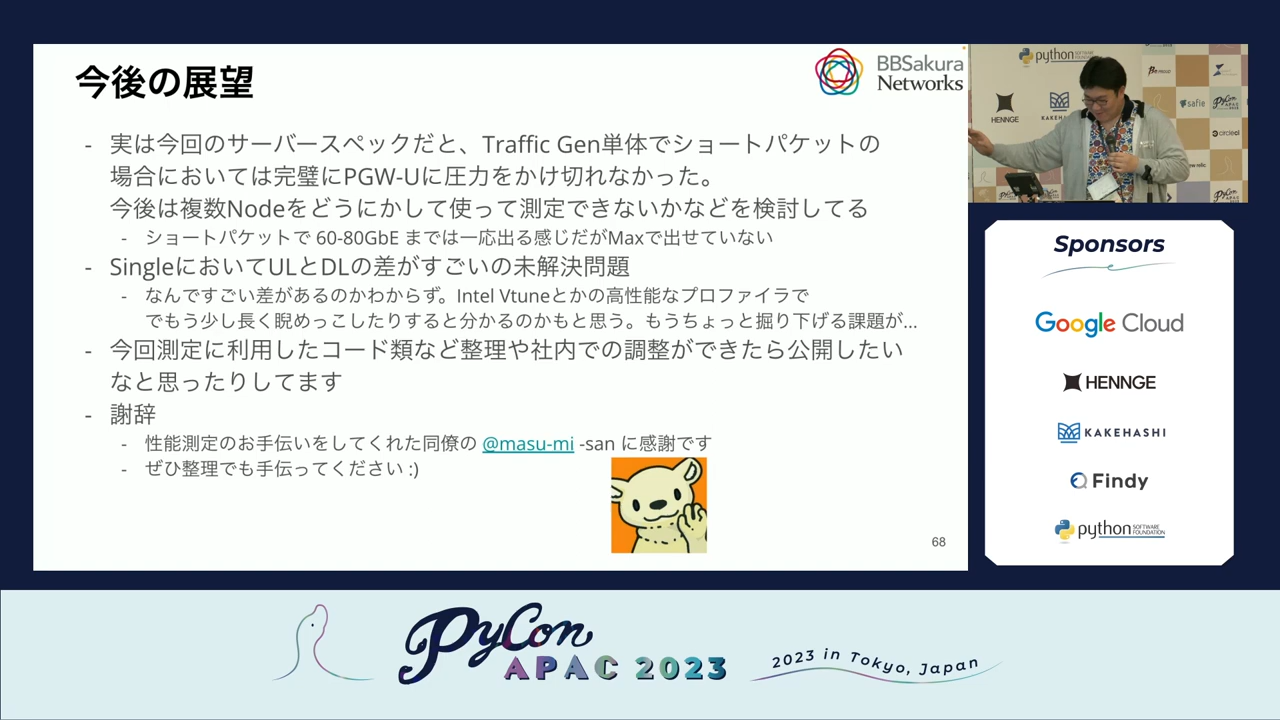 今後の展望
BBSakura
Networks
- 実は今回のサーバースペックだと、Traffic Gen単体でショートパケットの
場合においては完璧にPGW-Uに圧力をかけ切れなかった。
今後は複数Nodeをどうにかして使って測定できないかなどを検討してる
- ショートパケットで 60-80GbE までは一応出る感じだがMaxで出せていない
- SingleにおいてULとDLの差がすごいの未解決問題
- なんですごい差があるのかわからず。Intel Vtuneとかの高性能なプロファイラで
でもう少し長く睨めっこしたりすると分かるのかもと思う。もうちょっと掘り下げる課題が...
- 今回測定に利用したコード類など整理や社内での調整ができたら公開したい
なと思ったりしてます
- 謝辞
- 性能測定のお手伝いをしてくれた同僚の @masu-mi -san に感謝です
- ぜひ整理でも手伝ってください :)
68
python
HENNGE
safie
Sponsors
Google Cloud
HENNGE
KAKEHASHI
Findy
python SOFTWARE FOUNDATION
PyCon
APAC 2023
2023 in Tokyo, Japan